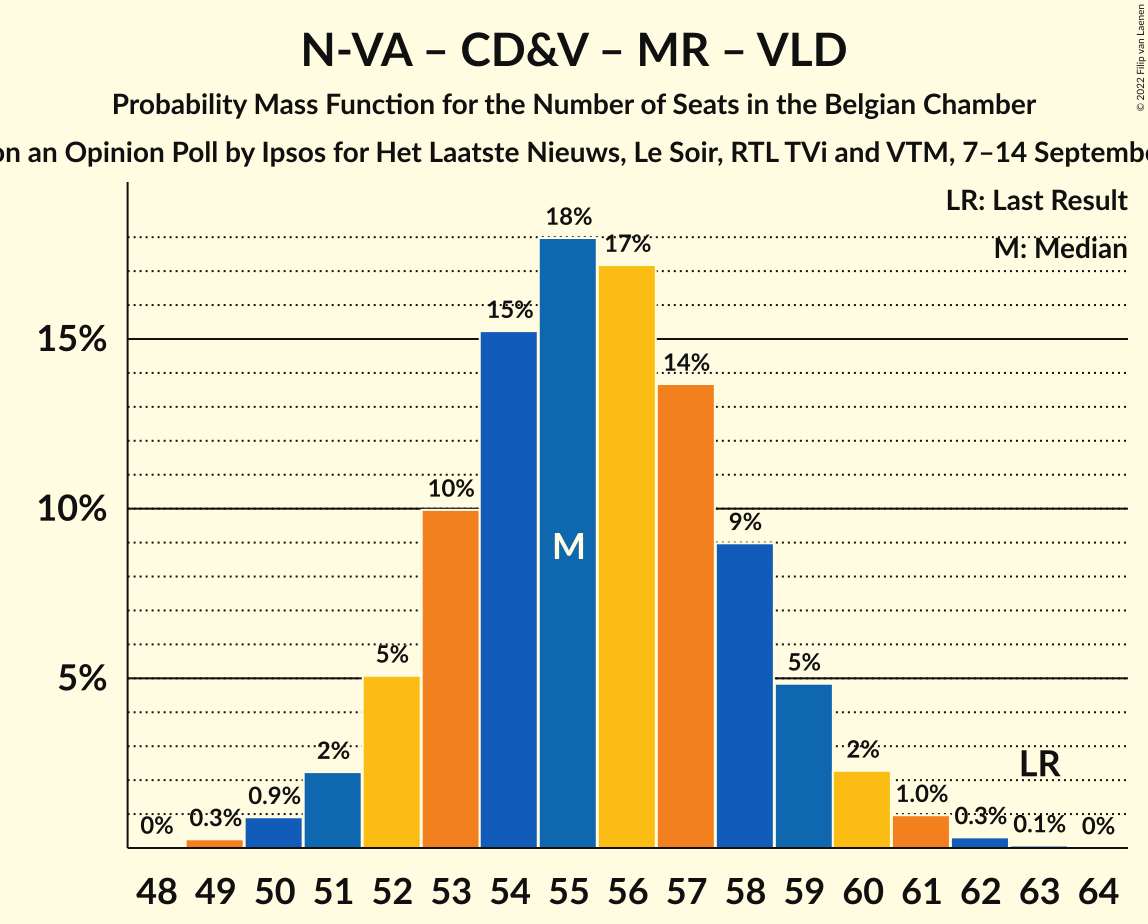 N-VA – CD&V – MR – VLD
Probability Mass Function for the Number of Seats in the Belgian Chamber
on an Opinion Poll by Ipsos for Het Laatste Nieuws, Le Soir, RTL TVi and VTM, 7–14 Septembe
© 2022 Filip van Laenen
LR: Last Result
M: Median
18%
17%
15%
15%
14%
10%
10%
9%
M
5%
5%
5%
2%
2%
LR
0.9%
1.0%
0%
0.3%
0.3%
0.1%
0%
48 49 50 51 52 53 54 55 56 57 58 59 60 61 62 63 64